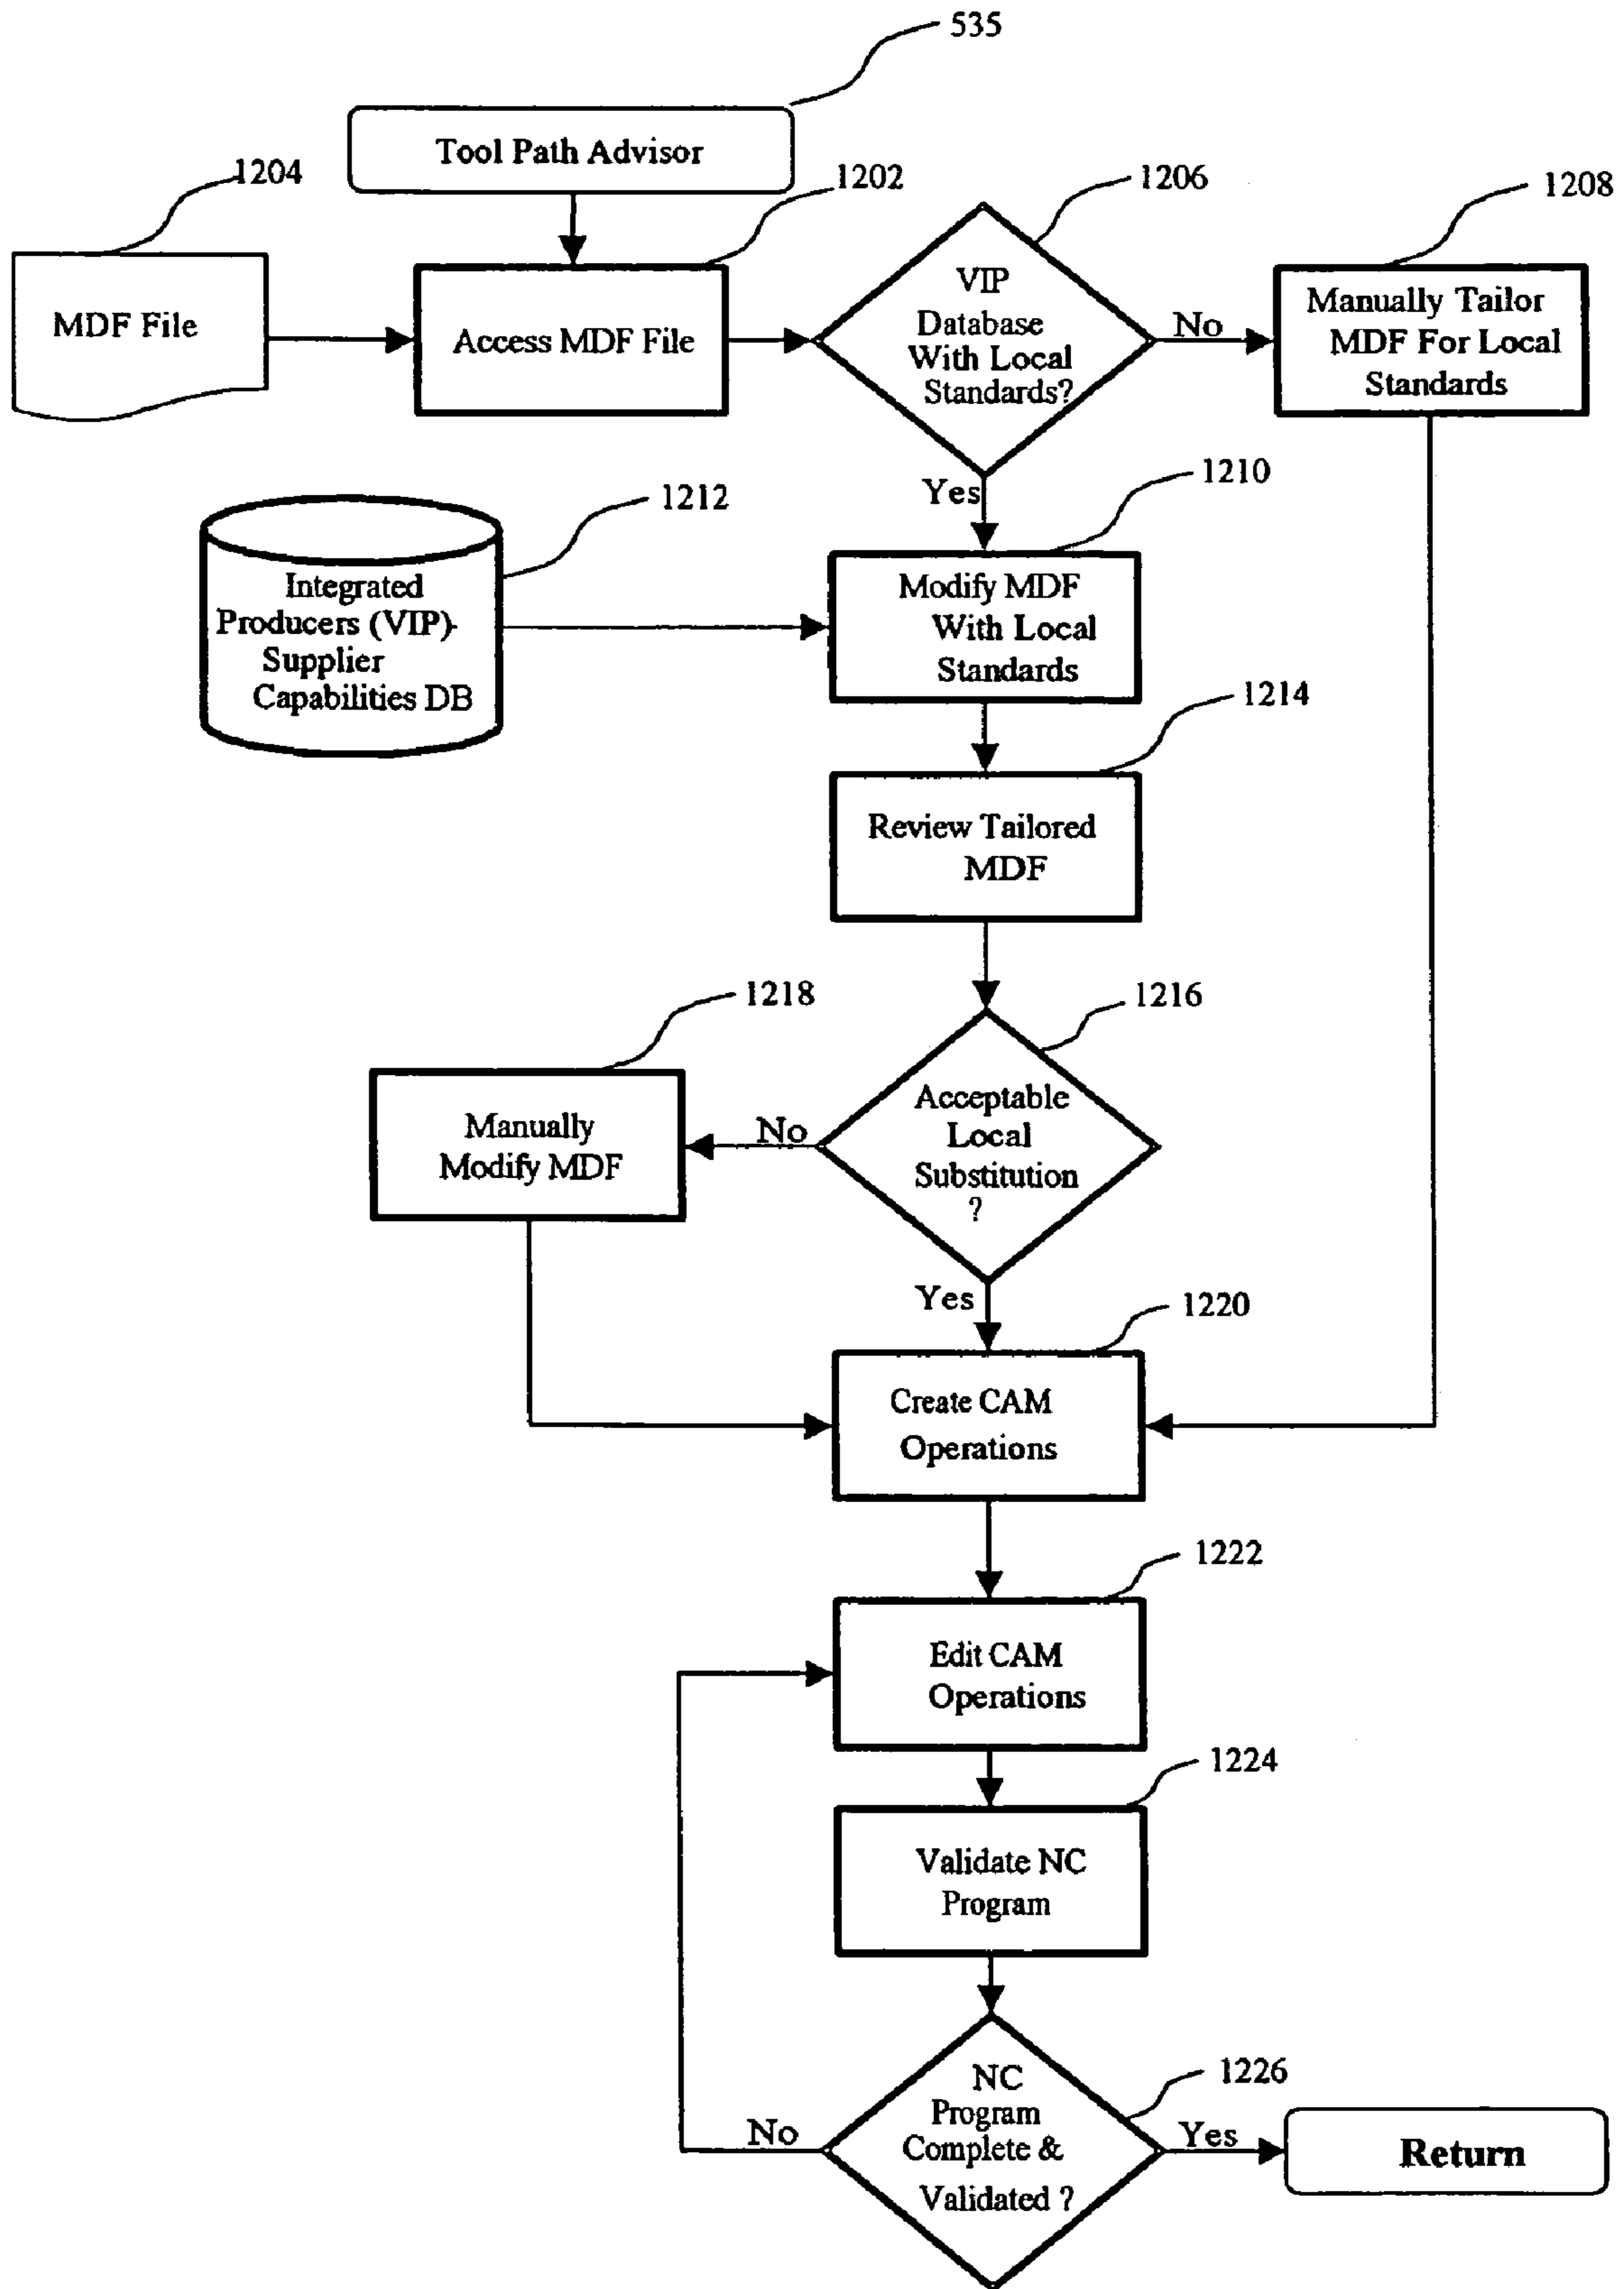 535
Tool Path Advisor
1204
1202
1206
1208
MDF File
Access MDF File
VIP
Database
With Local
Standards?
No
Manually Tailor
MDF For Local
Standards
Yes
1210
1212
Integrated
Producers (VIP)-
Supplier
Capabilities DB
Modify MDF
With Local
Standards
1214
Review Tailored
MDF
1218
1216
Manually
Modify MDF
No
Acceptable
Local
Substitution
?
Yes
1220
Create CAM
Operations
1222
Edit CAM
Operations
1224
Validate NC
Program
1226
NC
Program
Complete &
Validated ?
No
Yes
Return